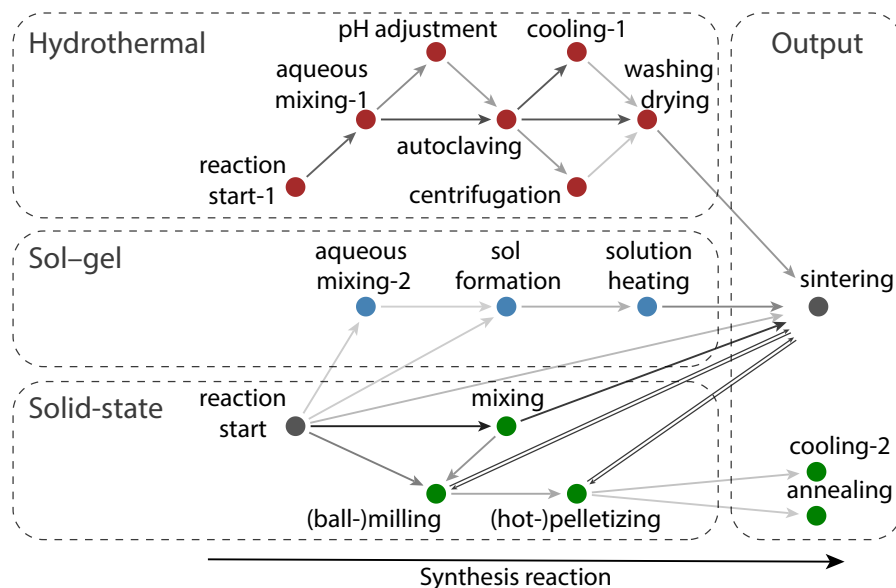 Hydrothermal
pH adjustment
cooling-1
Output
aqueous
mixing-1
washing
drying
autoclaving
reaction
start-1
centrifugation
Sol–gel
aqueous
mixing-2
sol
formation
solution
heating
sintering
Solid-state
reaction
start
mixing
cooling-2
annealing
(ball-)milling
(hot-)pelletizing
Synthesis reaction